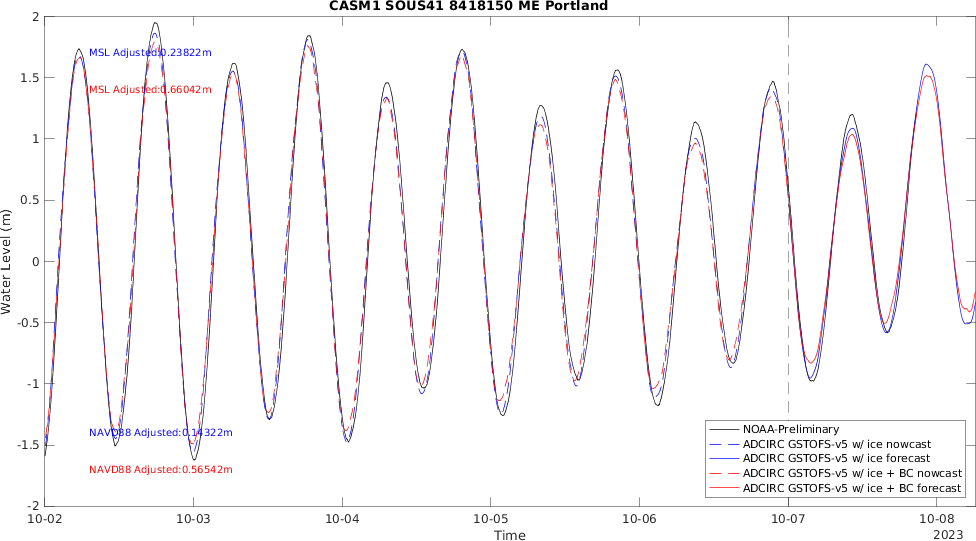 CASM1 SOUS41 8418150 ME Portland
2
1.5
1
0.5
0
-0.5
-1
-1.5
-2
Water Level (m)
MSL Adjusted:0.23822m
MSL Adjusted:0.66042m
NAVD88 Adjusted:0.14322m
NAVD88 Adjusted:0.56542m
NOAA-Preliminary
ADCIRC GSTOFS-v5 w/ ice nowcast
ADCIRC GSTOFS-v5 w/ ice forecast
ADCIRC GSTOFS-v5 w/ ice + BC nowcast
ADCIRC GSTOFS-v5 w/ ice + BC forecast
10-02 10-03 10-04 10-05 10-06 10-07 10-08
Time
2023